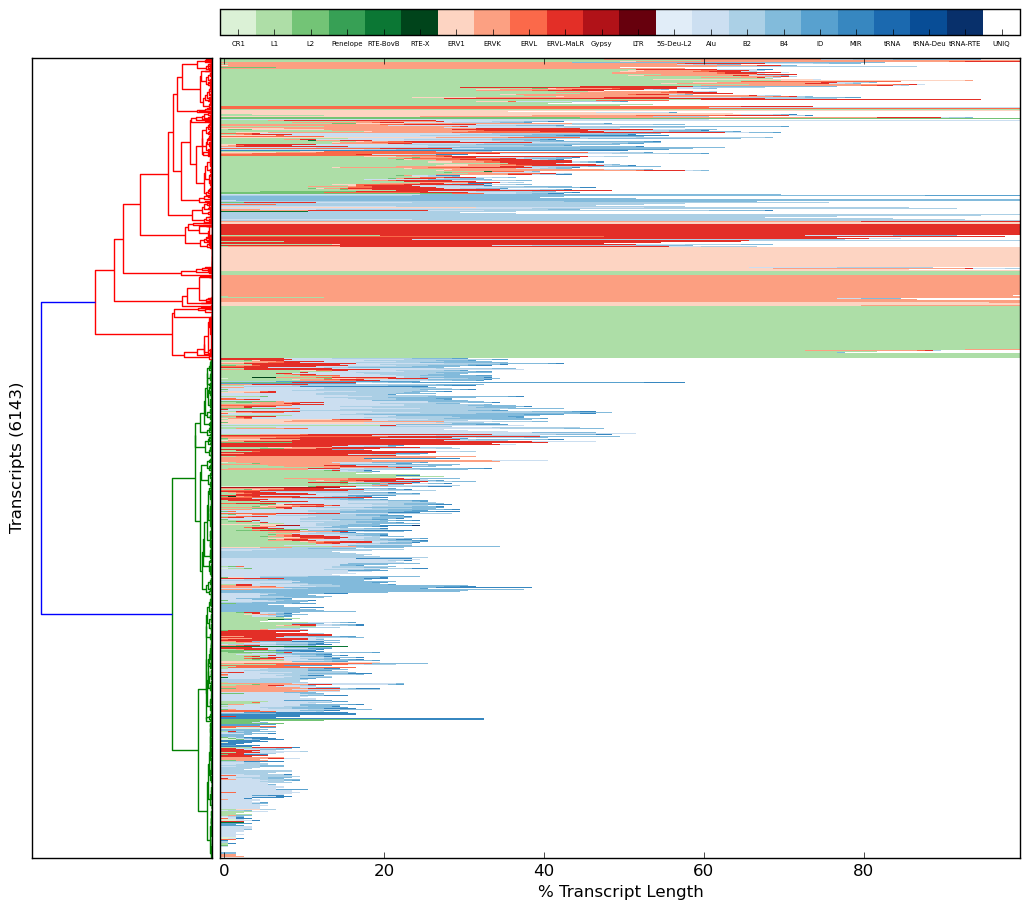 CR1 L1 L2 Penelope RTE-BovB RTE-X ERV1 ERVK ERVL ERVL-MaLR Gypsy LTR 5S-Deu-L2 Alu B2 B4 ID MIR tRNA tRNA-Deu tRNA-RTE UNIQ
Transcripts (6143)
0 20 40 60 80
% Transcript Length